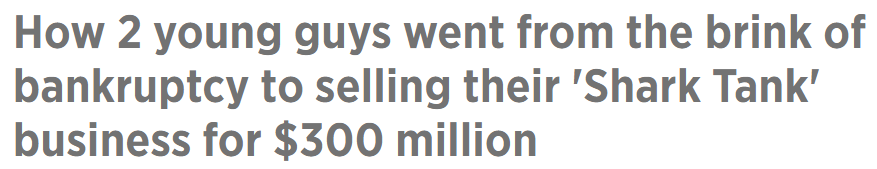 How 2 young guys went from the brink of
bankruptcy to selling their 'Shark Tank'
business for $300 million